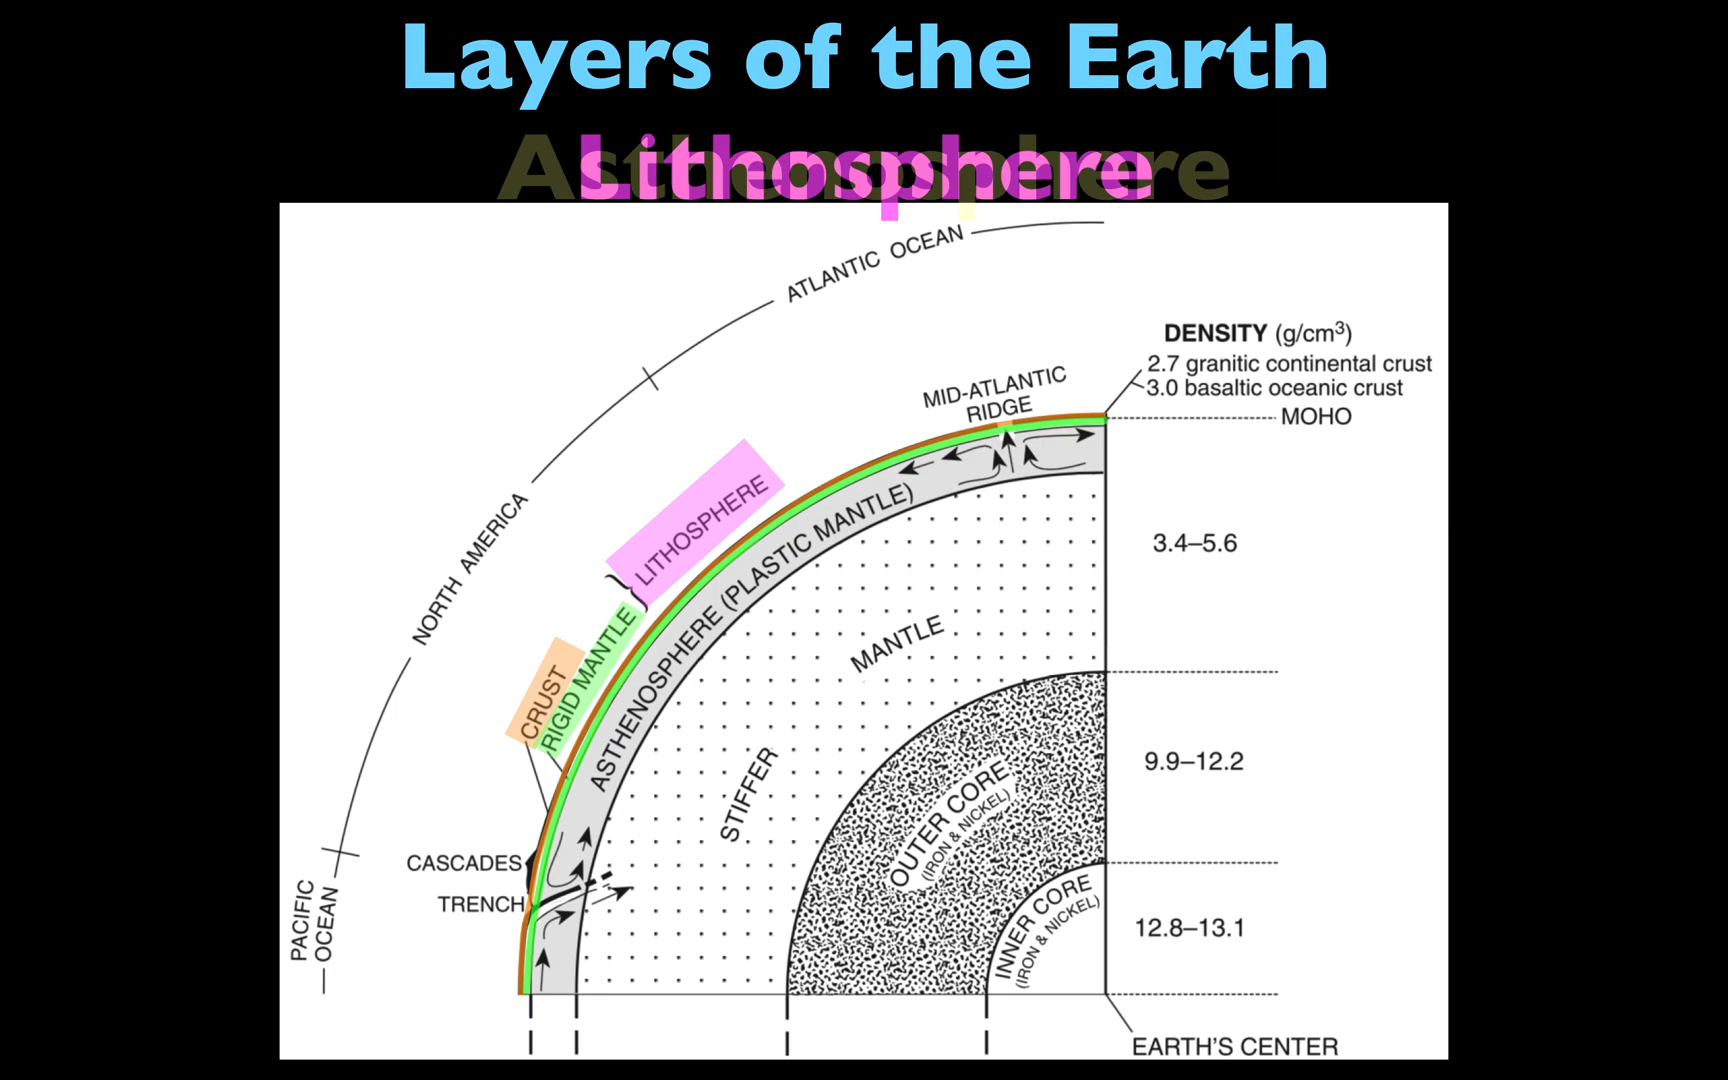 Layers of the Earth
Asthenosphere
Lithosphere
ATLANTIC OCEAN
DENSITY (g/cm³)
2.7 granitic continental crust
3.0 basaltic oceanic crust
MOHO
MID-ATLANTIC
RIDGE
NORTH AMERICA
LITHOSPHERE
CRUST
RIGID MANTLE
ASTHENOSPHERE (PLASTIC MANTLE)
3.4–5.6
STIFFER MANTLE
9.9–12.2
OUTER CORE
(IRON & NICKEL)
CASCADES
TRENCH
PACIFIC
OCEAN
INNER CORE
(IRON & NICKEL)
12.8–13.1
EARTH'S CENTER